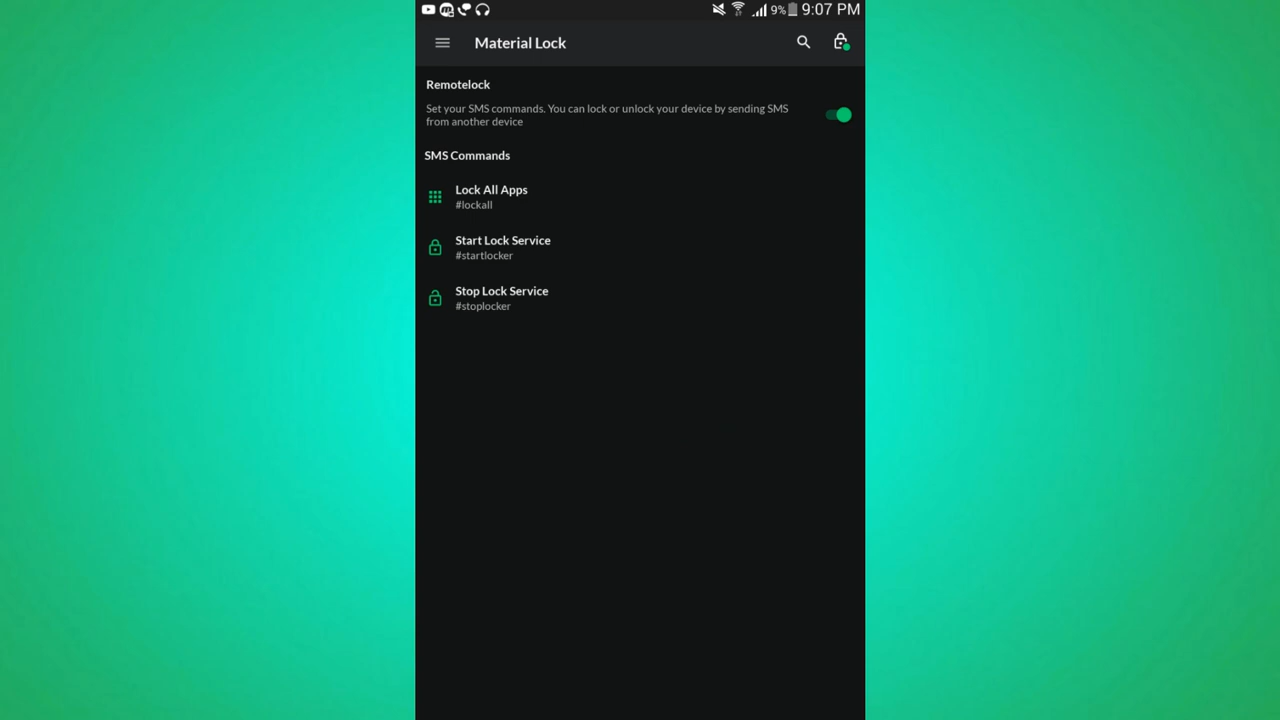 9% 9:07 PM
Material Lock
Remotelock
Set your SMS commands. You can lock or unlock your device by sending SMS
from another device
SMS Commands
Lock All Apps
#lockall
Start Lock Service
#startlocker
Stop Lock Service
#stoplocker